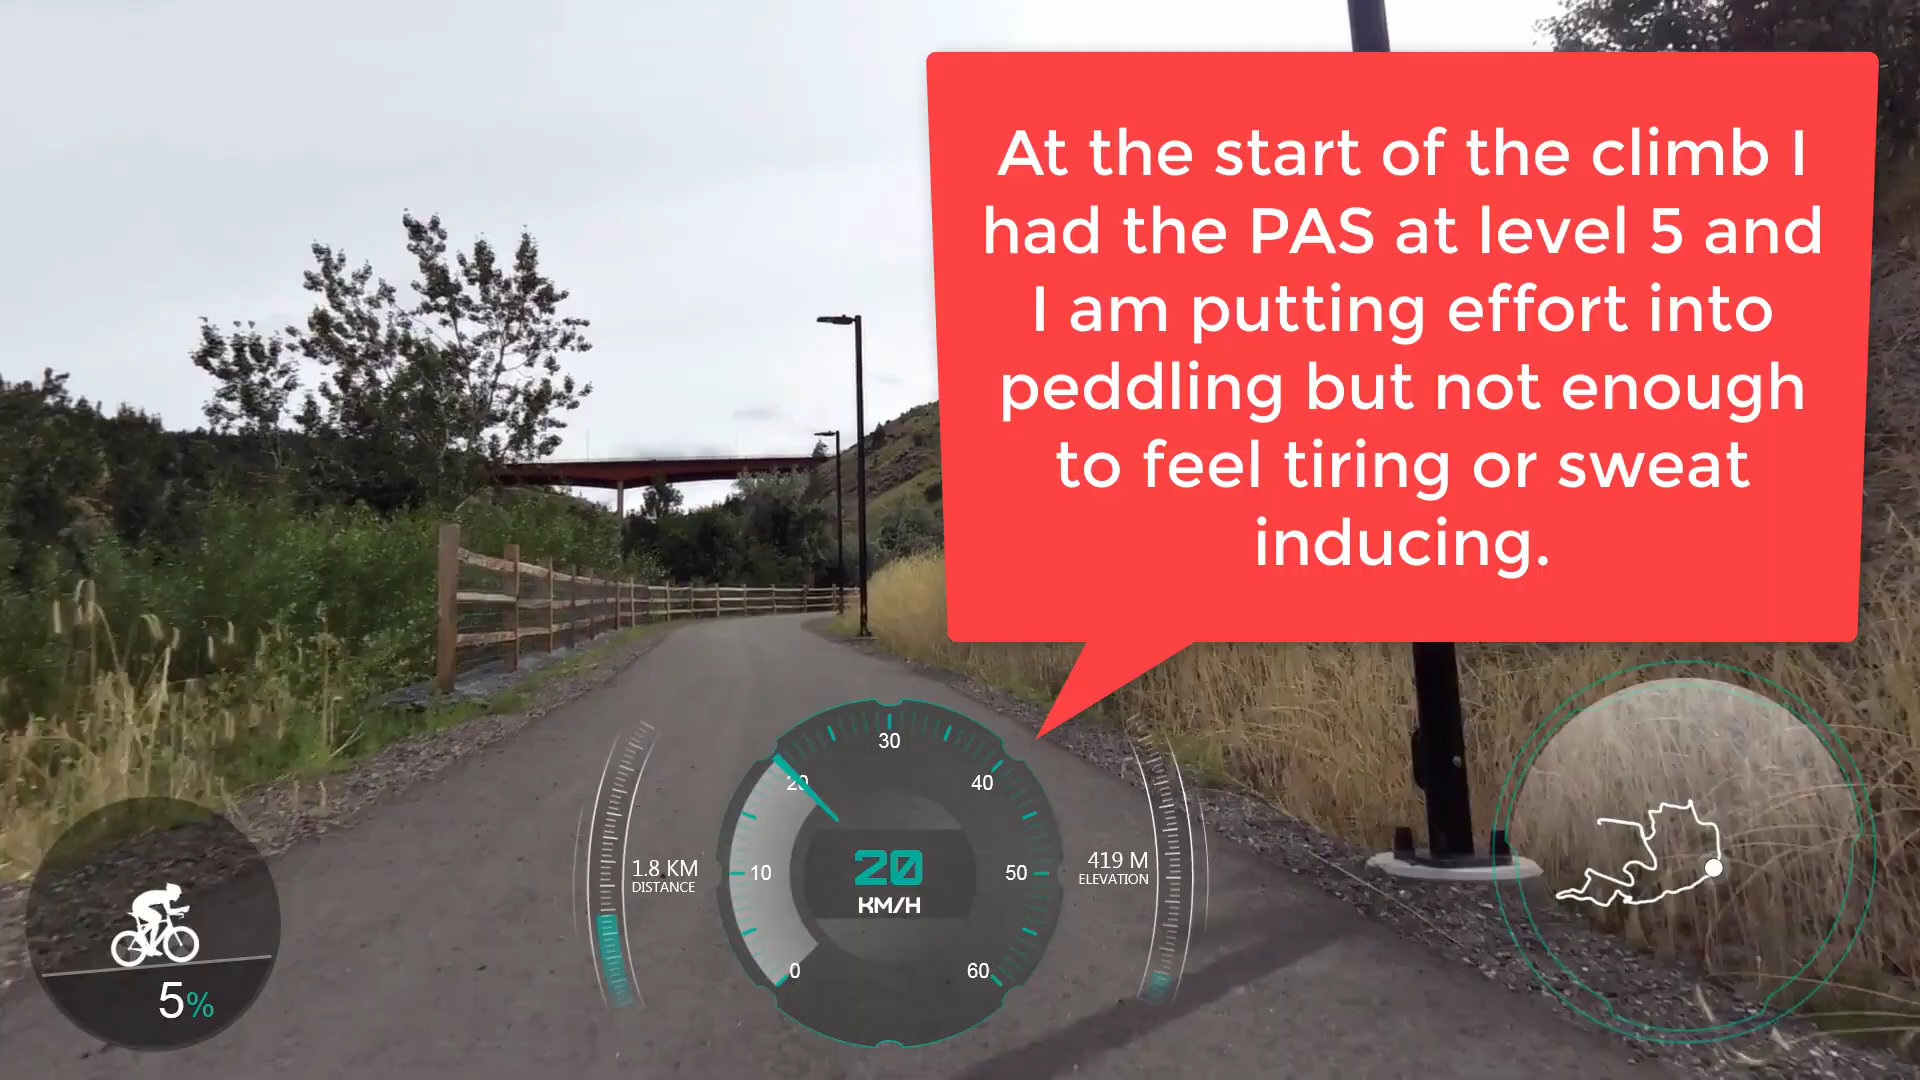 At the start of the climb I
had the PAS at level 5 and
I am putting effort into
peddling but not enough
to feel tiring or sweat
inducing.
30
20
40
10
50
0
60
20
KM/H
1.8 KM
DISTANCE
419 M
ELEVATION
5%